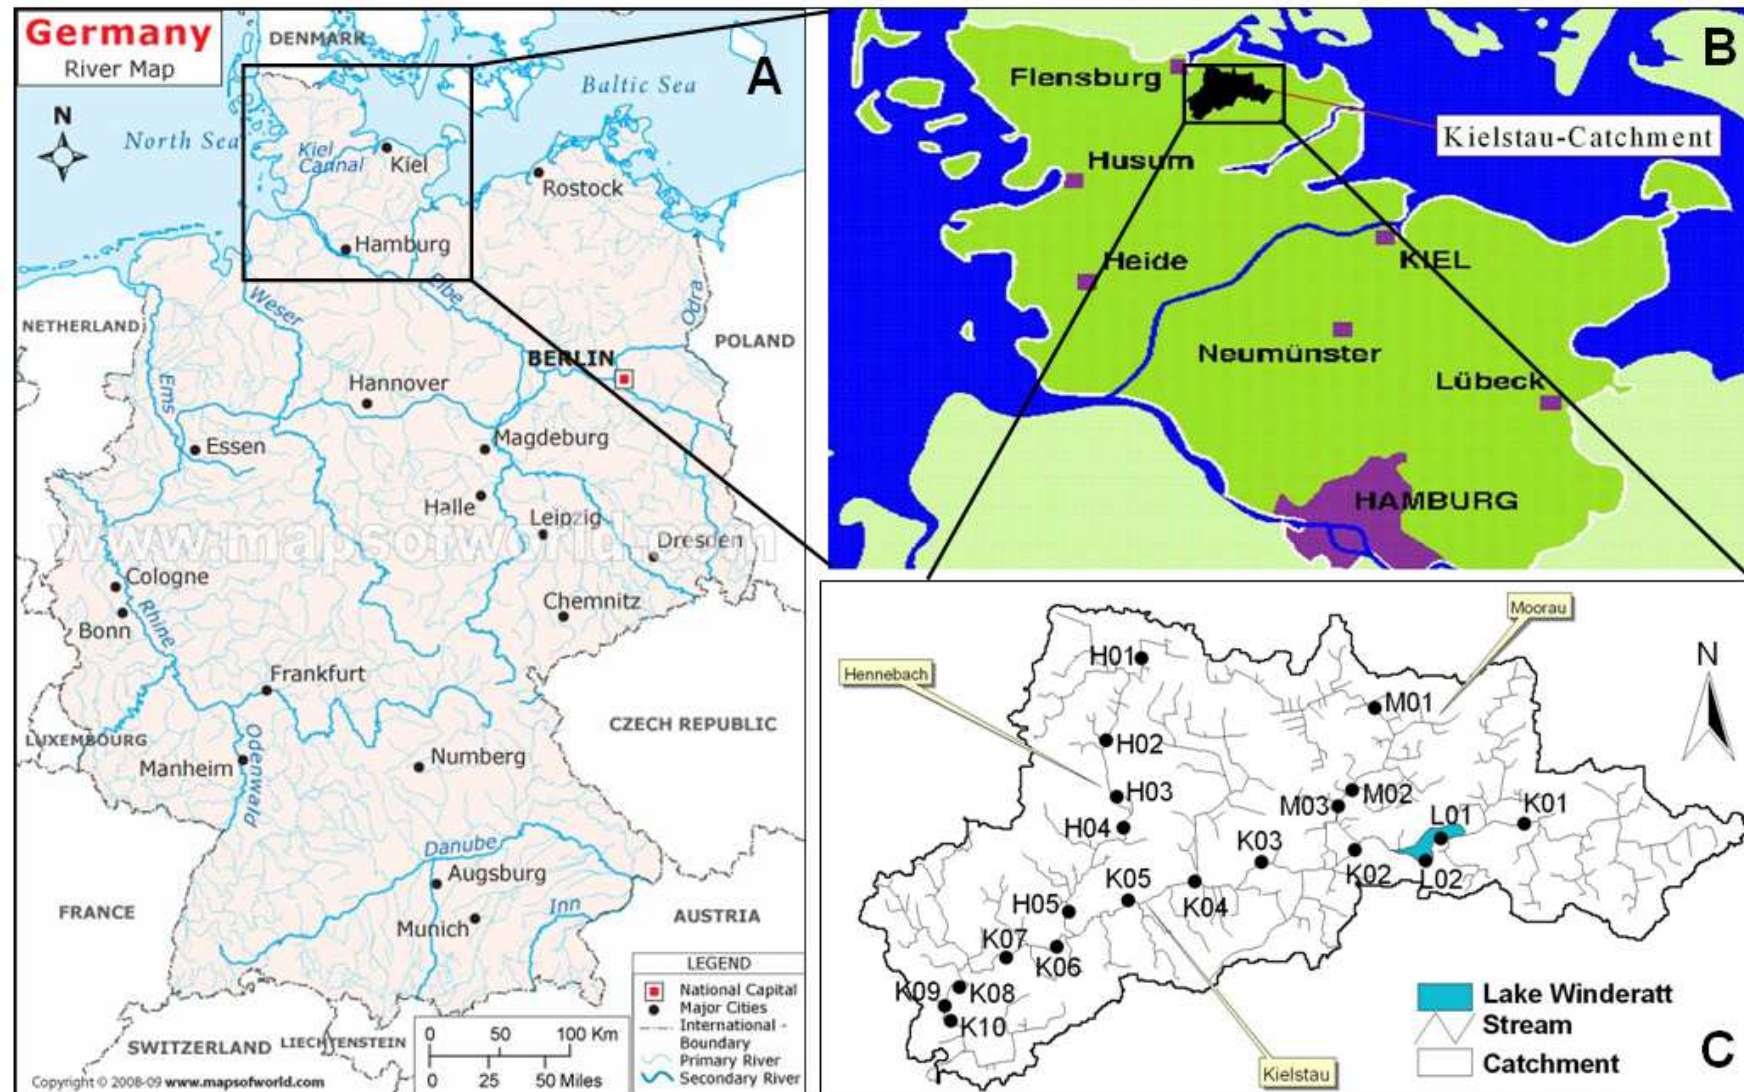 Germany
River Map
A
N
DENMARK
North Sea
Baltic Sea
Kiel
Cannal
Kiel
Rostock
Hamburg
Elbe
Weser
Odra
NETHERLAND
POLAND
BERLIN
Ems
Hannover
Essen
Magdeburg
Halle
Leipzig
www.mapsofworld.com
Dresden
Cologne
Rhine
Bonn
Chemnitz
Frankfurt
CZECH REPUBLIC
LUXEMBOURG
Odenwald
Manheim
Numberg
Danube
Augsburg
FRANCE
Inn
AUSTRIA
Munich
SWITZERLAND
LIECHTENSTEIN
0 50 100 Km
0 25 50 Miles
LEGEND
National Capital
Major Cities
International -
Boundary
Primary River
Secondary River
Copyright © 2008-09 www.mapsofworld.com
B
Flensburg
Kielstau-Catchment
Husum
Heide
KIEL
Neumünster
Lübeck
HAMBURG
Moorau
Hennebach
N
H01
M01
H02
H03
M02
M03
H04
L01
K01
K03
K02
L02
K05
K04
H05
K07
K06
K09
K08
K10
Kielstau
Lake Winderatt
Stream
Catchment
C